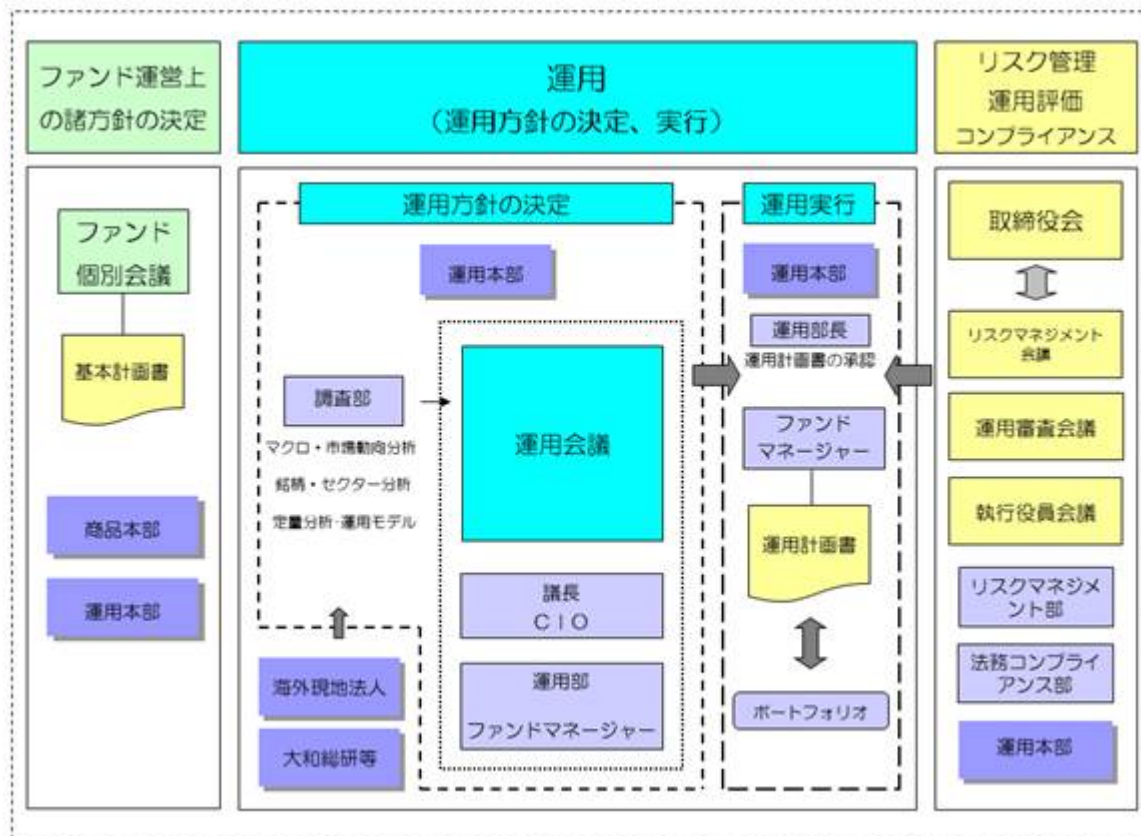 ファンド運営上
の諸方針の決定
ファンド
個別会議
基本計画書
商品本部
運用本部
運用
（運用方針の決定、実行）
運用方針の決定
運用本部
調査部
マクロ・市場動向分析
銘柄・セクター分析
定量分析・運用モデル
海外現地法人
大和総研等
運用会議
議長
ＣＩＯ
運用部
ファンドマネージャー
運用実行
運用本部
運用部長
運用計画書の承認
ファンド
マネージャー
運用計画書
ポートフォリオ
リスク管理
運用評価
コンプライアンス
取締役会
リスクマネジメント
会議
運用審査会議
執行役員会議
リスクマネジメ
ント部
法務コンプライ
アンス部
運用本部